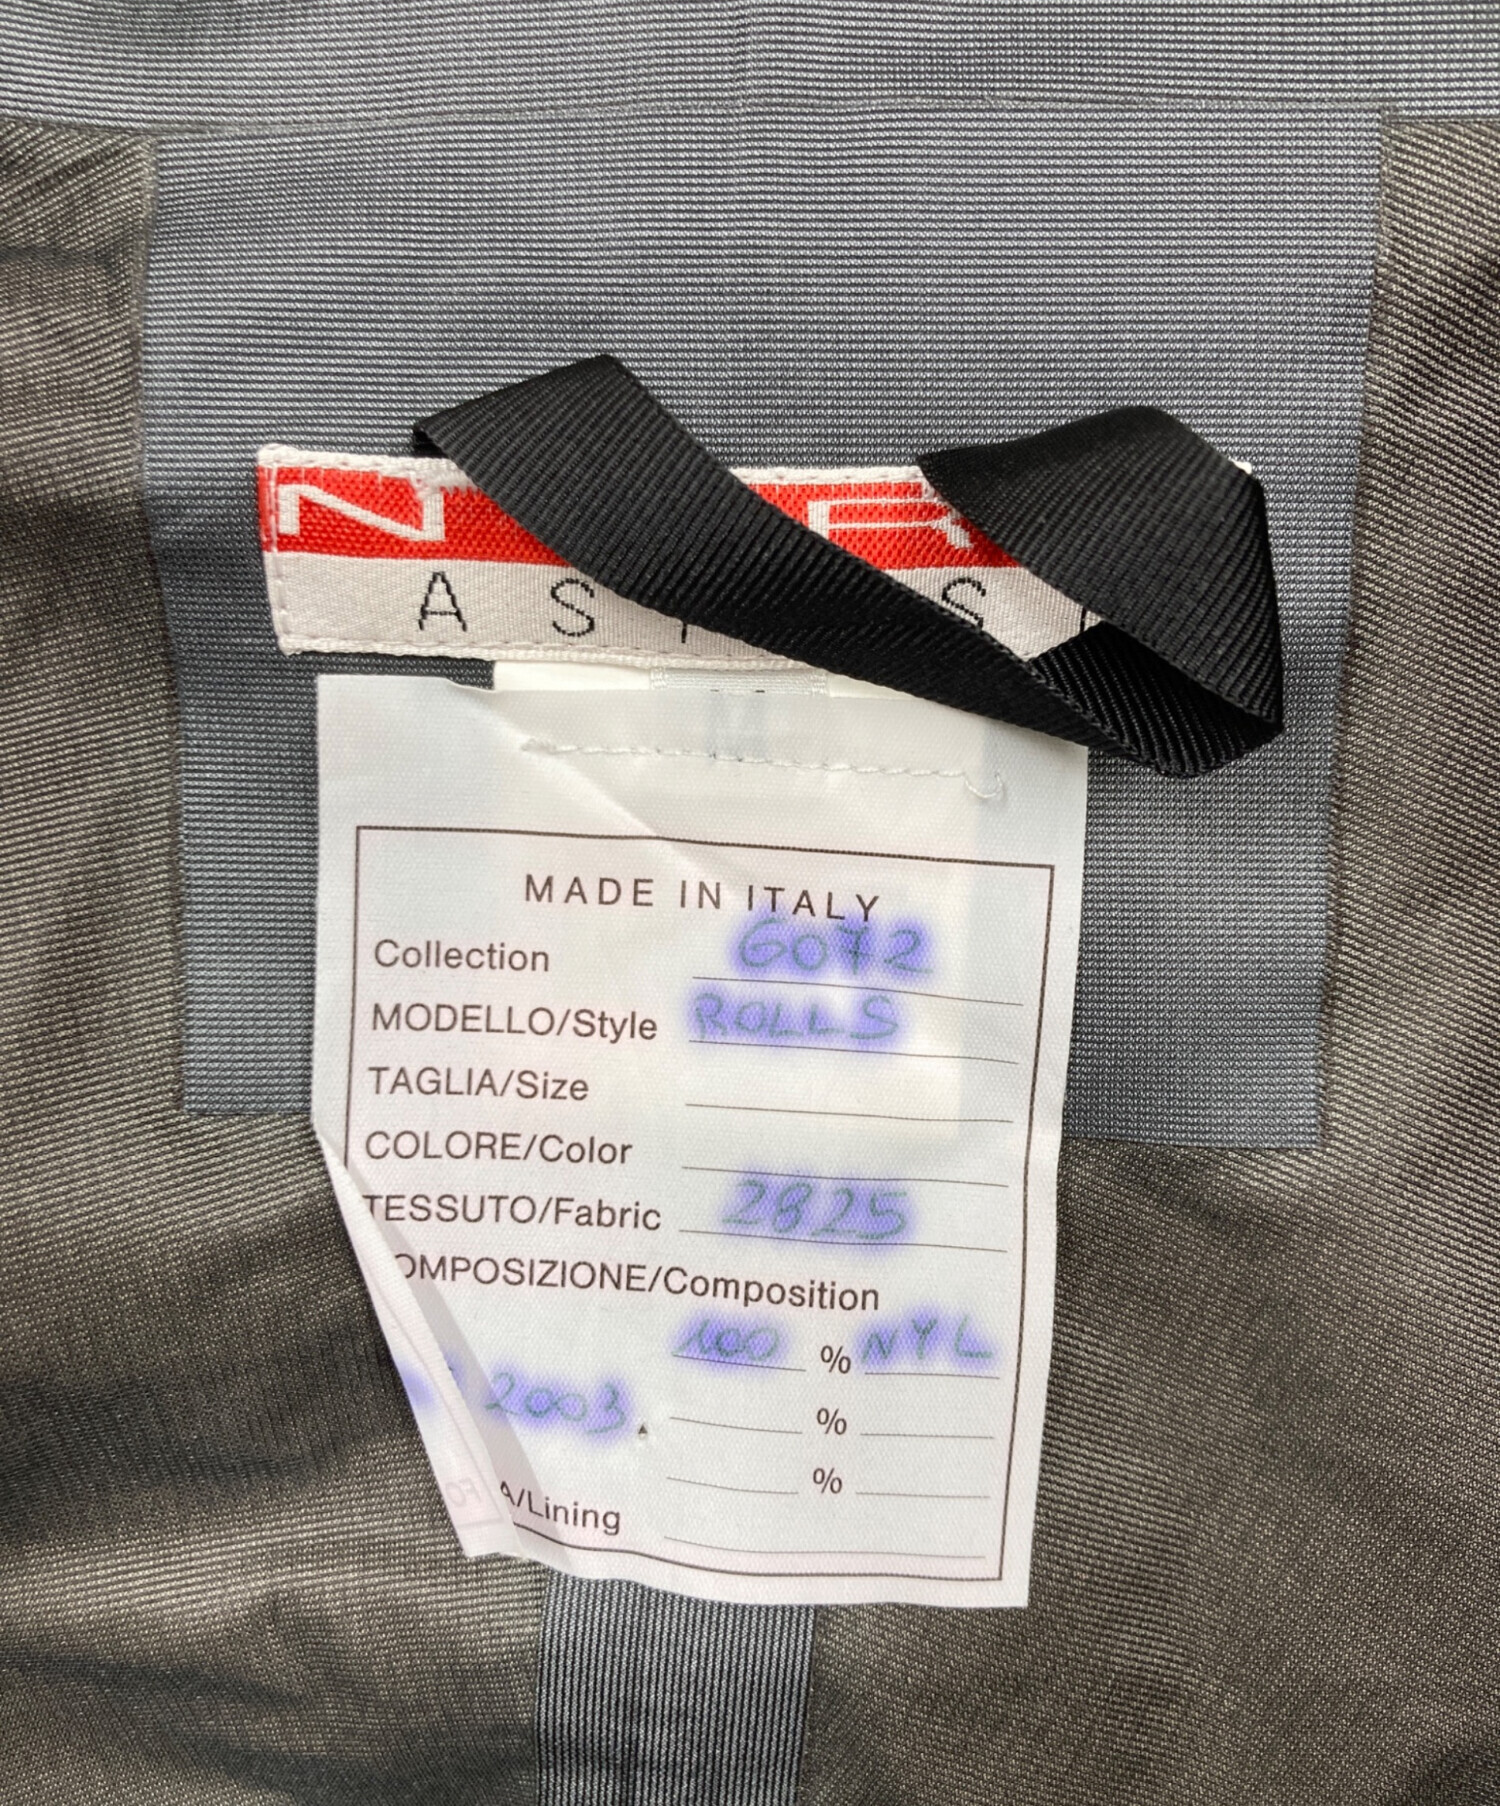 A S
S
MADE IN ITALY
Collection 6072
MODELLO/Style ROLLS
TAGLIA/Size
COLORE/Color
TESSUTO/Fabric 2825
OMPOSIZIONE/Composition
100 % NYL
2003. %
%
A/Lining